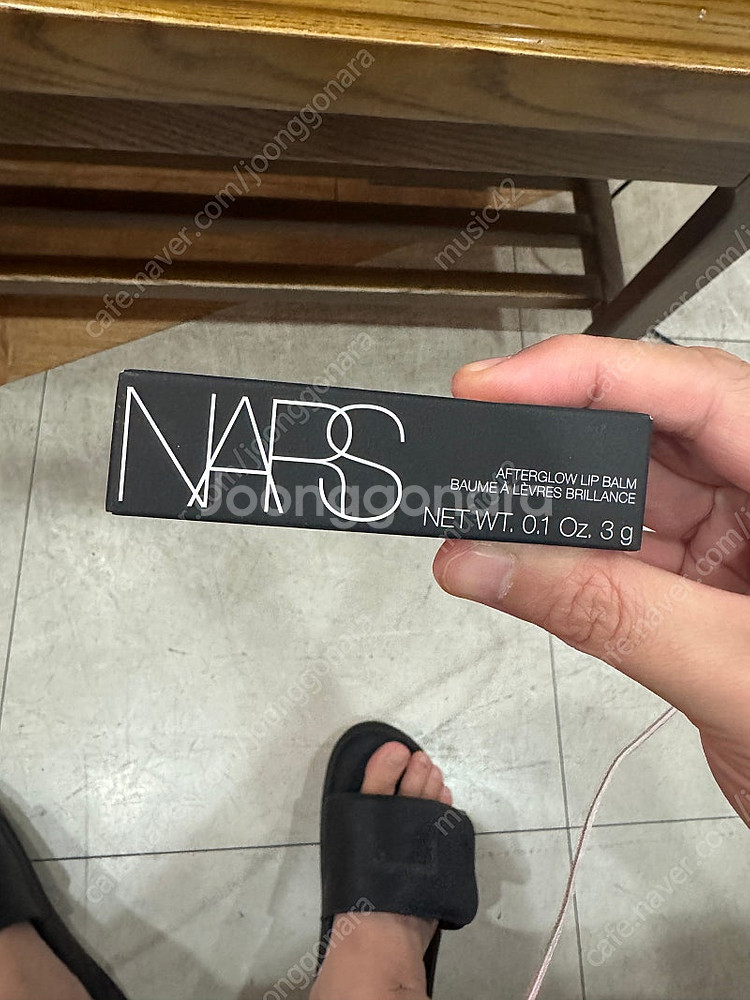 cafe.naver.com/joonggonara
music42
NARS
AFTERGLOW LIP BALM
BAUME À LÈVRES BRILLANCE
NET WT. 0.1 Oz. 3 g
Joonggonara